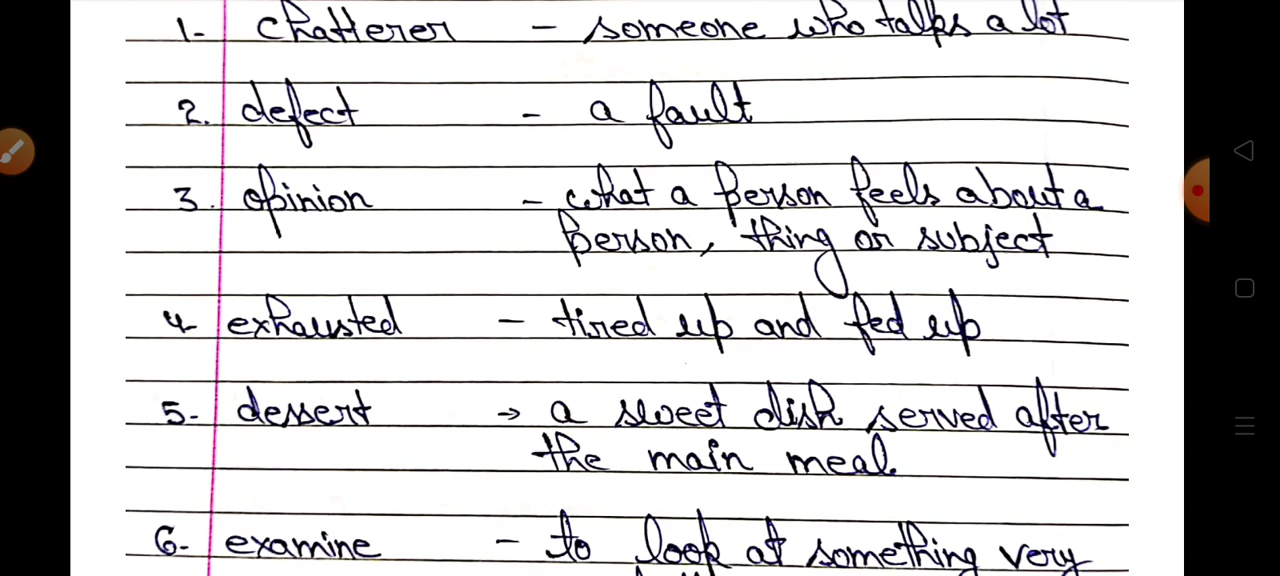 1- Chatterer - someone who talks a lot
2. defect - a fault
3. opinion - what a person feels about a
person, thing or subject
4- exhausted - tired up and fed up
5- dessert → a sweet dish served after
the main meal.
6- examine - to look at something very